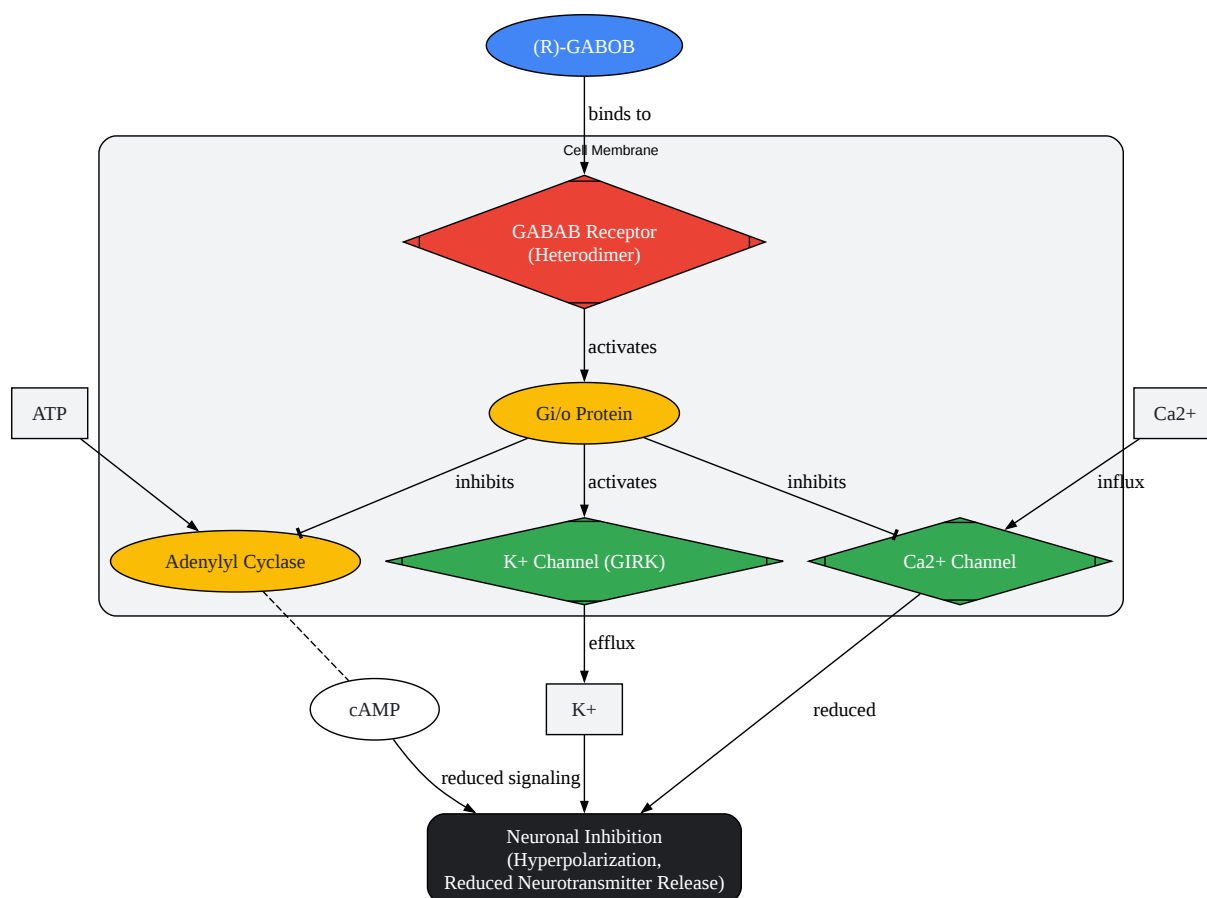 (R)-GABOB
binds to
Cell Membrane
GABAB Receptor
(Heterodimer)
activates
ATP
Gi/o Protein
Ca2+
inhibits
activates
inhibits
influx
Adenylyl Cyclase
K+ Channel (GIRK)
Ca2+ Channel
efflux
cAMP
K+
reduced
reduced signaling
Neuronal Inhibition
(Hyperpolarization,
Reduced Neurotransmitter Release)